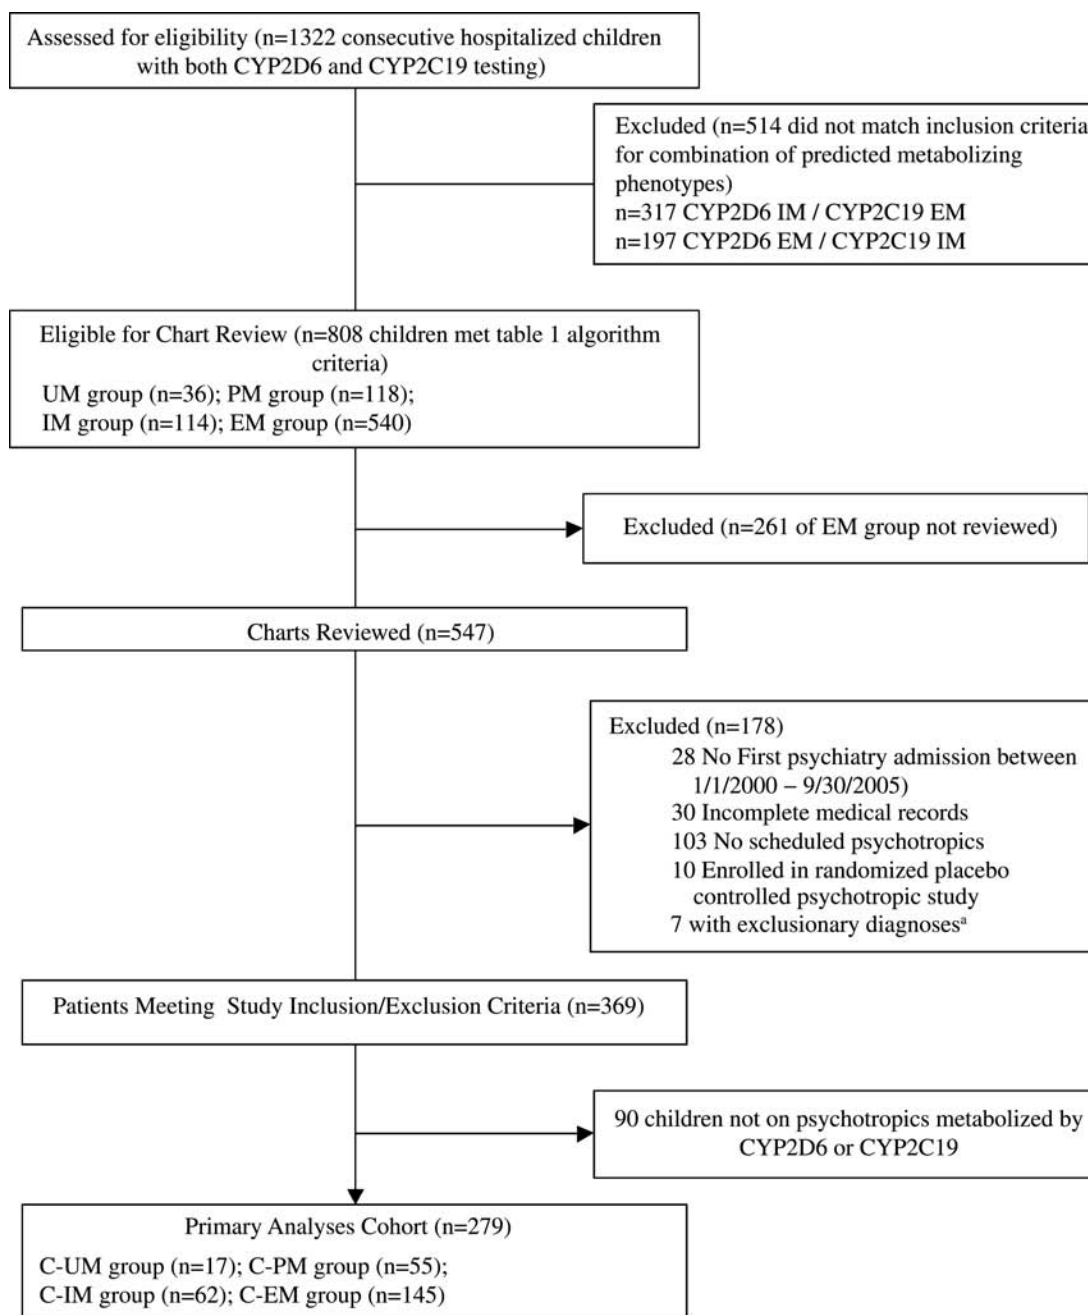 Assessed for eligibility (n=1322 consecutive hospitalized children
with both CYP2D6 and CYP2C19 testing)
Excluded (n=514 did not match inclusion criteria
for combination of predicted metabolizing
phenotypes)
n=317 CYP2D6 IM / CYP2C19 EM
n=197 CYP2D6 EM / CYP2C19 IM
Eligible for Chart Review (n=808 children met table 1 algorithm
criteria)
UM group (n=36); PM group (n=118);
IM group (n=114); EM group (n=540)
Excluded (n=261 of EM group not reviewed)
Charts Reviewed (n=547)
Excluded (n=178)
28 No First psychiatry admission between
1/1/2000 – 9/30/2005)
30 Incomplete medical records
103 No scheduled psychotropics
10 Enrolled in randomized placebo
controlled psychotropic study
7 with exclusionary diagnosesᵃ
Patients Meeting Study Inclusion/Exclusion Criteria (n=369)
90 children not on psychotropics metabolized by
CYP2D6 or CYP2C19
Primary Analyses Cohort (n=279)
C-UM group (n=17); C-PM group (n=55);
C-IM group (n=62); C-EM group (n=145)